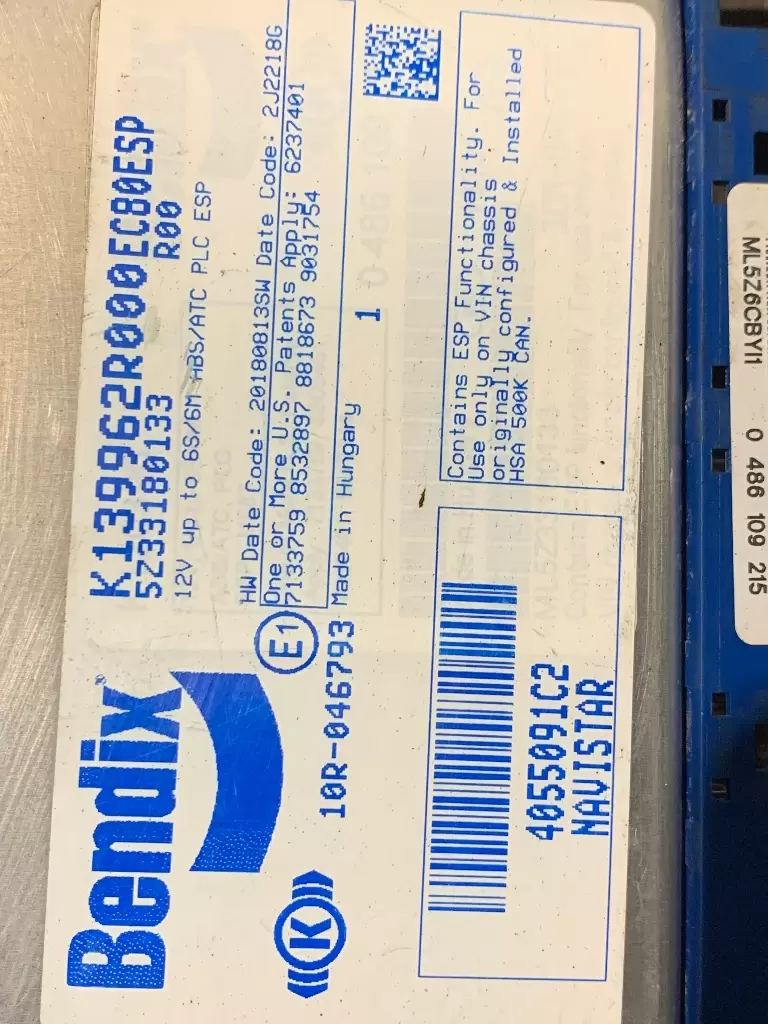 Bendix®
K139962R000EC80ESP
5Z33180133 R00
12V up to 6S/6M ABS/ATC PLC ESP
HW Date Code: 20180813SW Date Code: 2J2218G
E1
One or More U.S. Patents Apply: 6237401
7133759 8532897 8818673 9031754
10R-046793 Made in Hungary
1
K
Contains ESP Functionality. For
Use only on VIN chassis
originally configured & Installed
HSA 500K CAN.
4055091C2
NAVISTAR
ML5Z6CBYI1 0 486 109 215